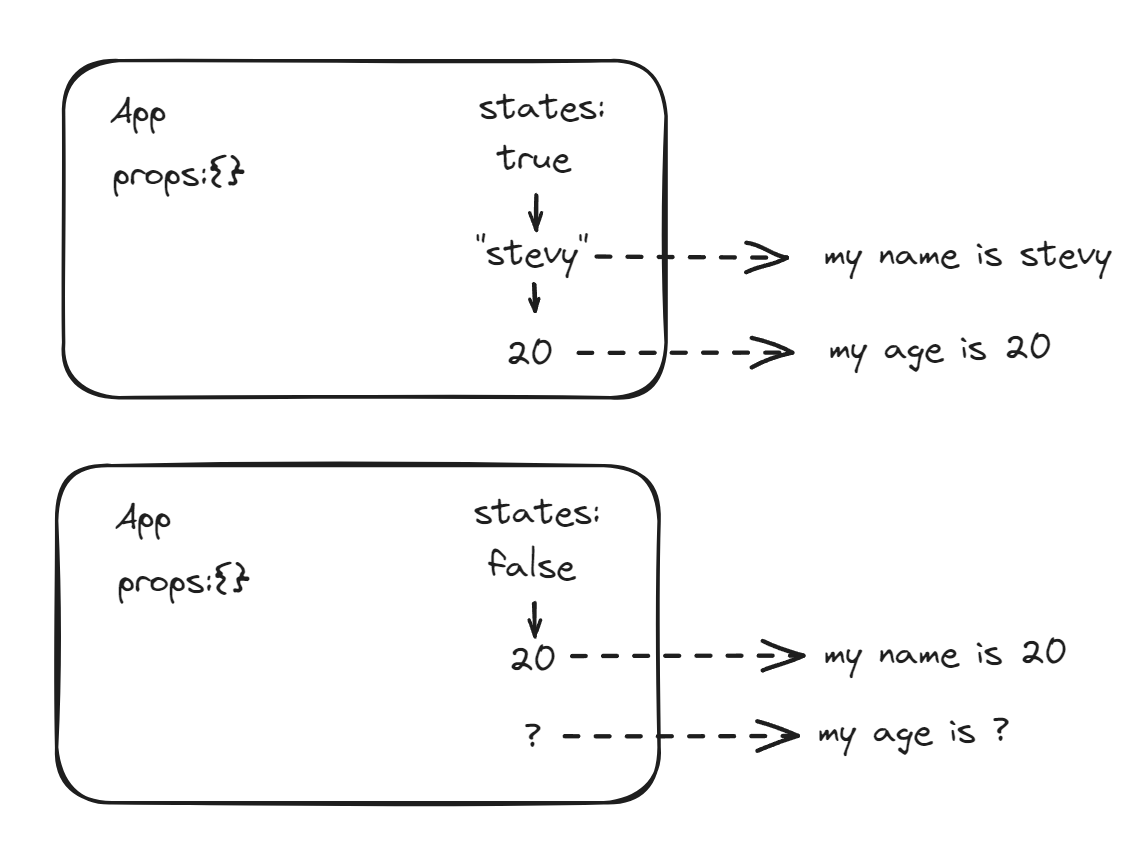 App
props:{}
states:
true
"stevy"
my name is stevy
20
my age is 20
App
props:{}
states:
false
20
my name is 20
?
my age is ?